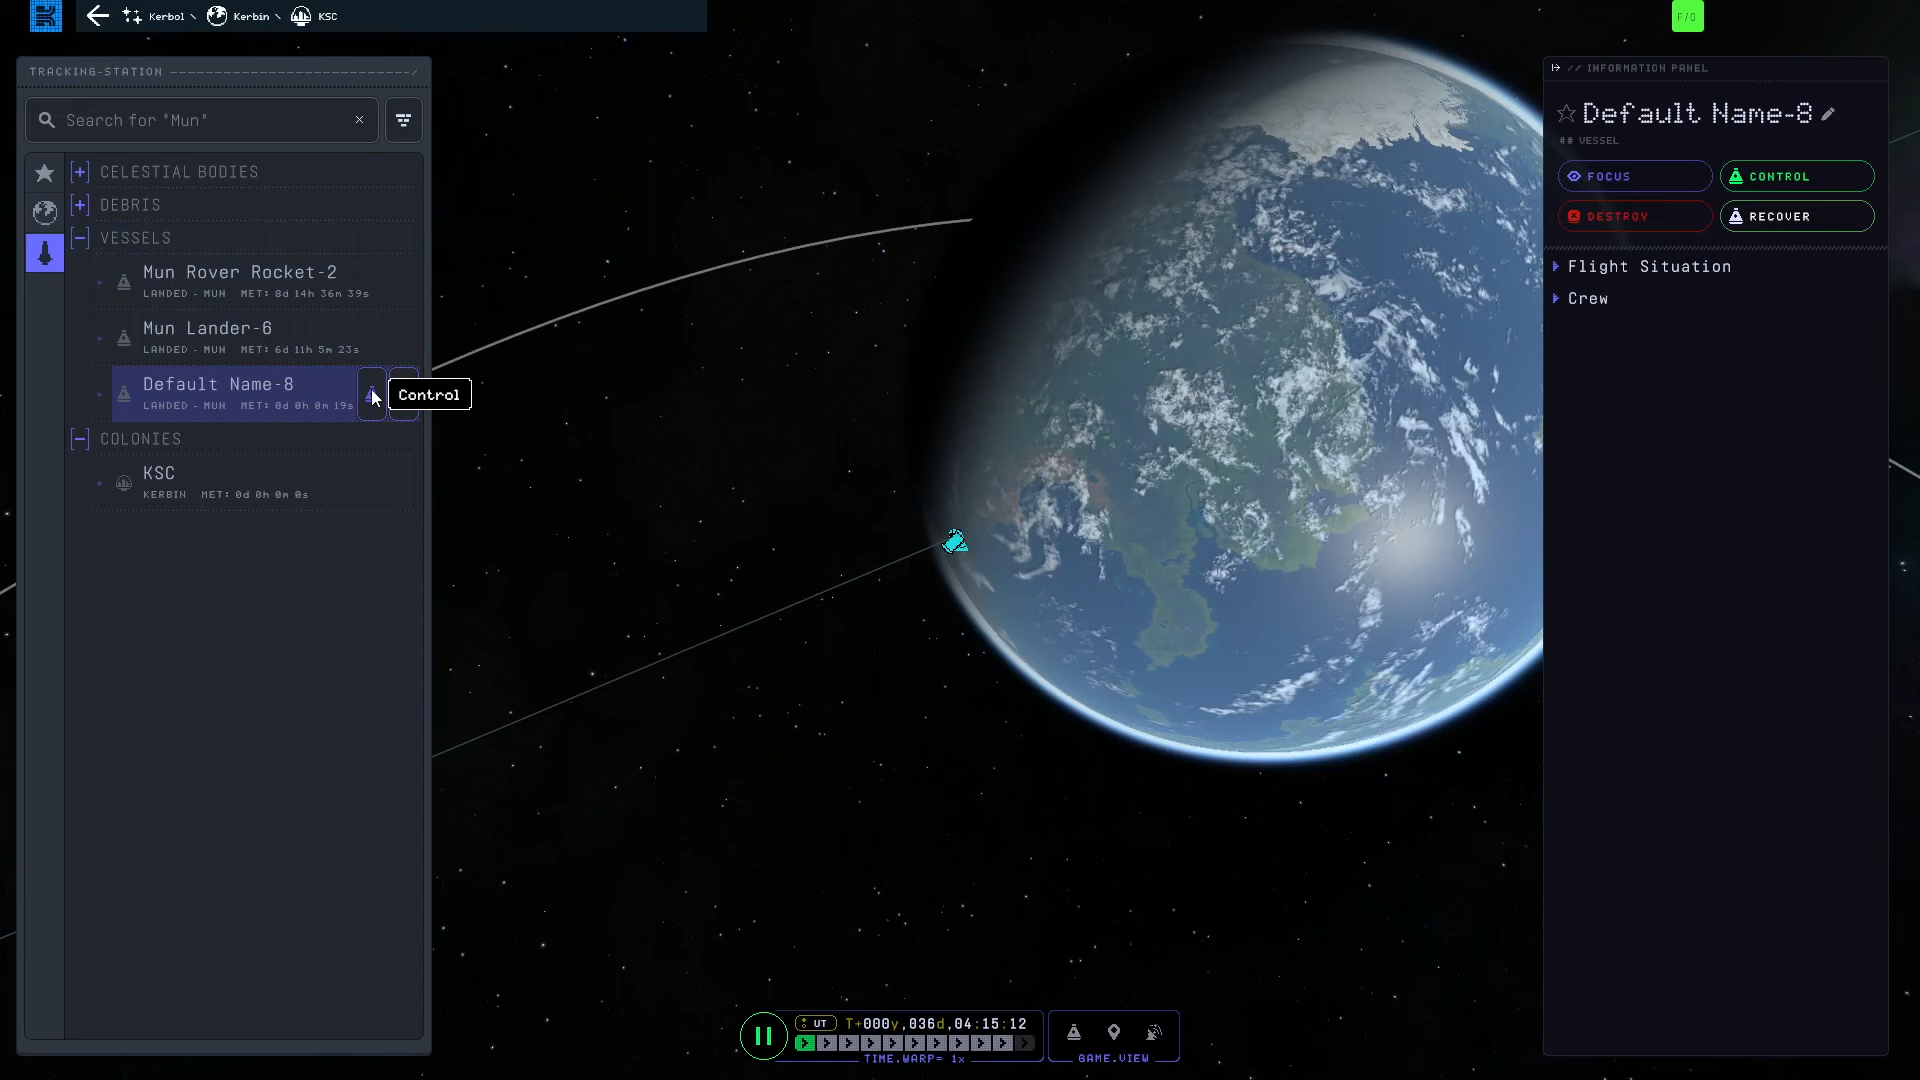 Kerbol \ Kerbin \ KSC
F/O
TRACKING-STATION
Search for "Mun"
CELESTIAL BODIES
DEBRIS
VESSELS
Mun Rover Rocket-2
LANDED - MUN MET: 8d 14h 36m 39s
Mun Lander-6
LANDED - MUN MET: 6d 11h 5m 23s
Default Name-8
LANDED - MUN MET: 0d 0h 0m 19s
Control
COLONIES
KSC
KERBIN MET: 0d 0h 0m 0s
// INFORMATION PANEL
Default Name-8
## VESSEL
FOCUS
CONTROL
DESTROY
RECOVER
Flight Situation
Crew
UT T+000y,036d,04:15:12
TIME.WARP= 1x
GAME.VIEW